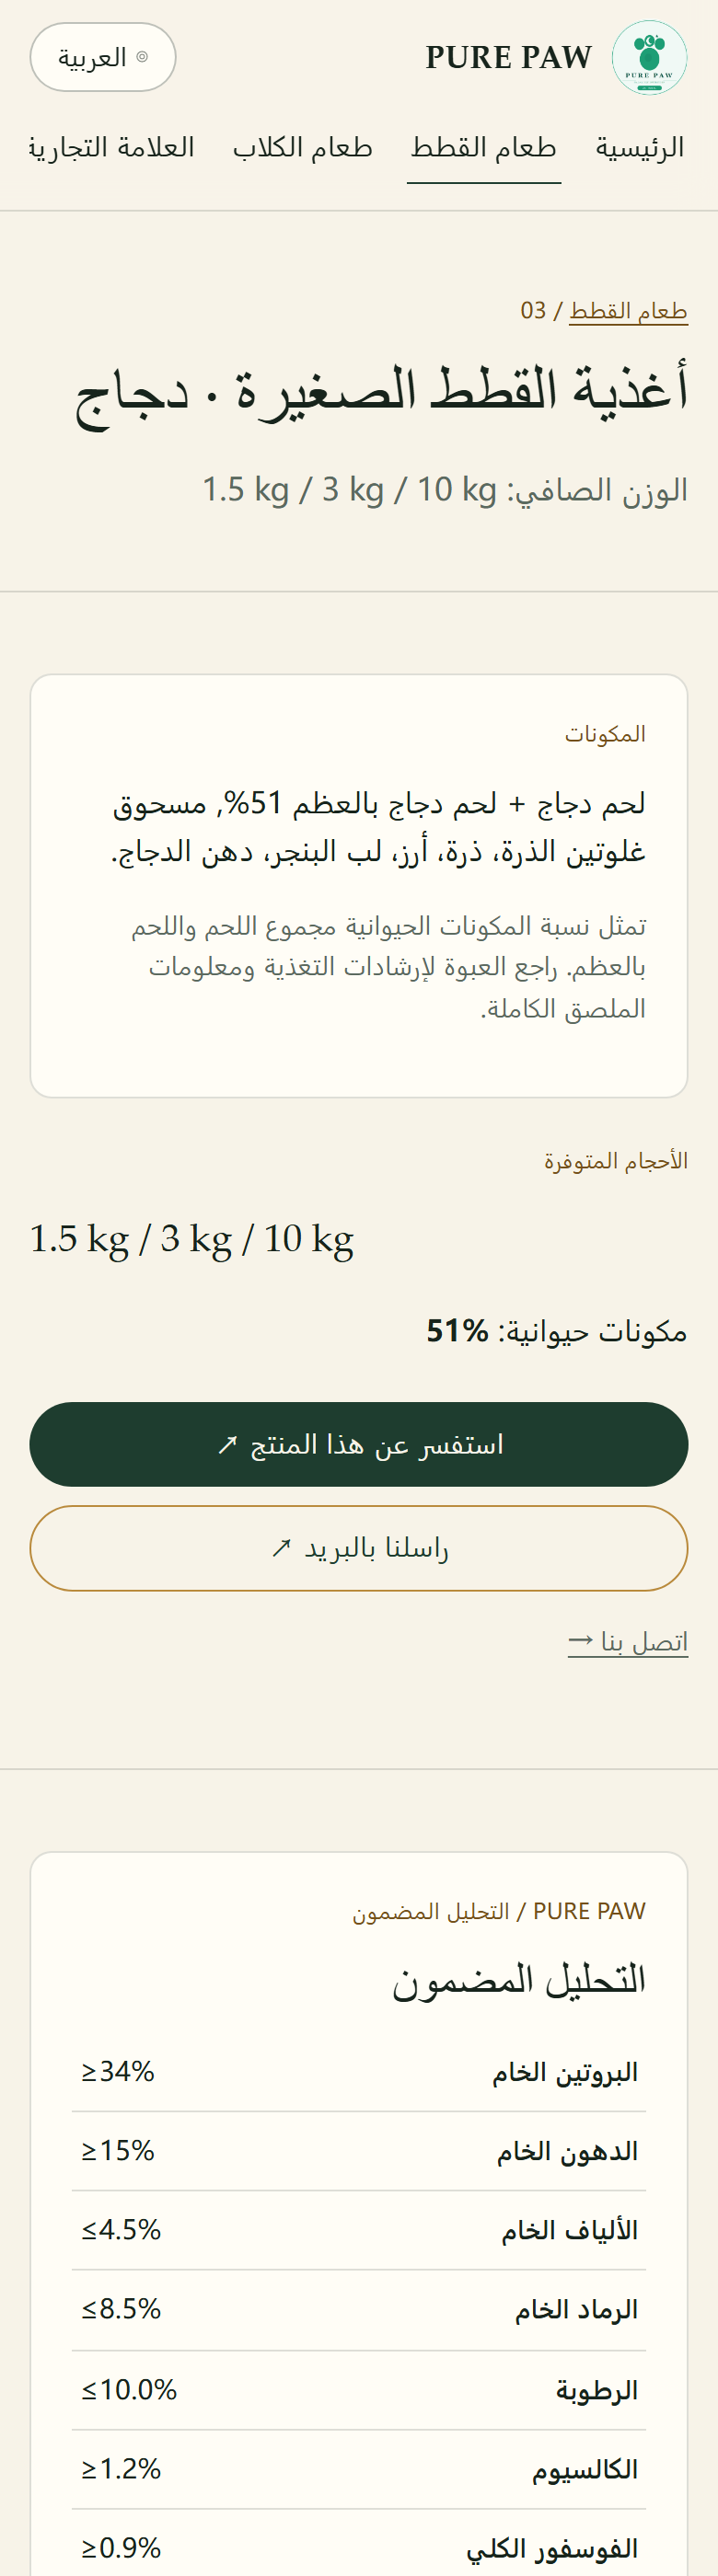 PURE PAW
PURE PAW
العربية
الرئيسية
طعام القطط
طعام الكلاب
العلامة التجارية
طعام القطط / 03
أغذية القطط الصغيرة · دجاج
الوزن الصافي: 1.5 kg / 3 kg / 10 kg
المكونات
لحم دجاج + لحم دجاج بالعظم 51%, مسحوق
غلوتين الذرة، ذرة، أرز، لب البنجر، دهن الدجاج.
تمثل نسبة المكونات الحيوانية مجموع اللحم واللحم
بالعظم. راجع العبوة لإرشادات التغذية ومعلومات
الملصق الكاملة.
الأحجام المتوفرة
1.5 kg / 3 kg / 10 kg
مكونات حيوانية: 51%
استفسر عن هذا المنتج ↗
راسلنا بالبريد ↗
اتصل بنا →
PURE PAW / التحليل المضمون
التحليل المضمون
البروتين الخام ≥34%
الدهون الخام ≥15%
الألياف الخام ≤4.5%
الرماد الخام ≤8.5%
الرطوبة ≤10.0%
الكالسيوم ≥1.2%
الفوسفور الكلي ≥0.9%